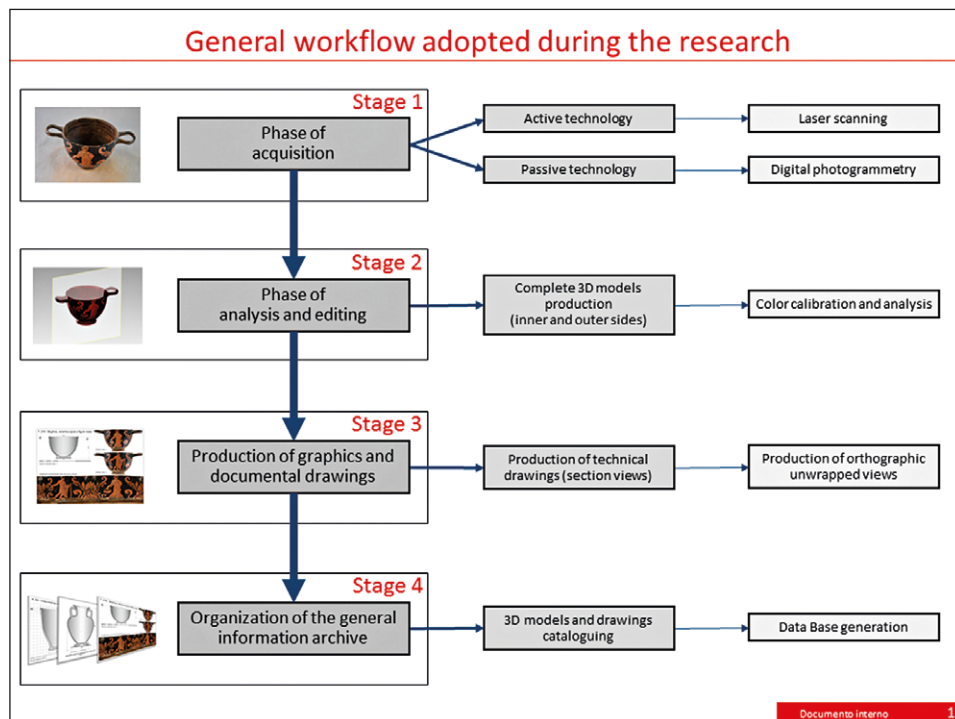 General workflow adopted during the research
Stage 1
Phase of
acquisition
Active technology
Laser scanning
Passive technology
Digital photogrammetry
Stage 2
Phase of
analysis and editing
Complete 3D models
production
(inner and outer sides)
Color calibration and analysis
Stage 3
Production of graphics and
documental drawings
Production of technical
drawings (section views)
Production of orthographic
unwrapped views
Stage 4
Organization of the general
information archive
3D models and drawings
cataloguing
Data Base generation
Documento interno 1